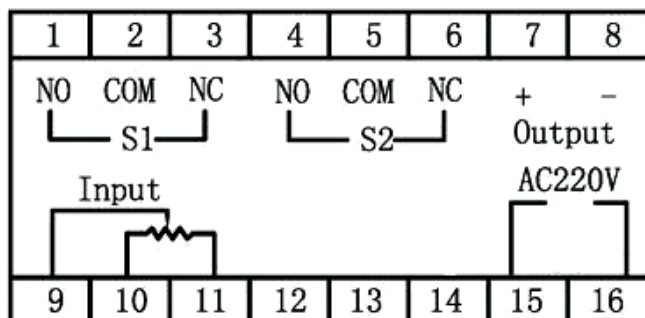 1 2 3 4 5 6 7 8
NO COM NC NO COM NC + -
S1 S2 Output
Input AC220V
9 10 11 12 13 14 15 16